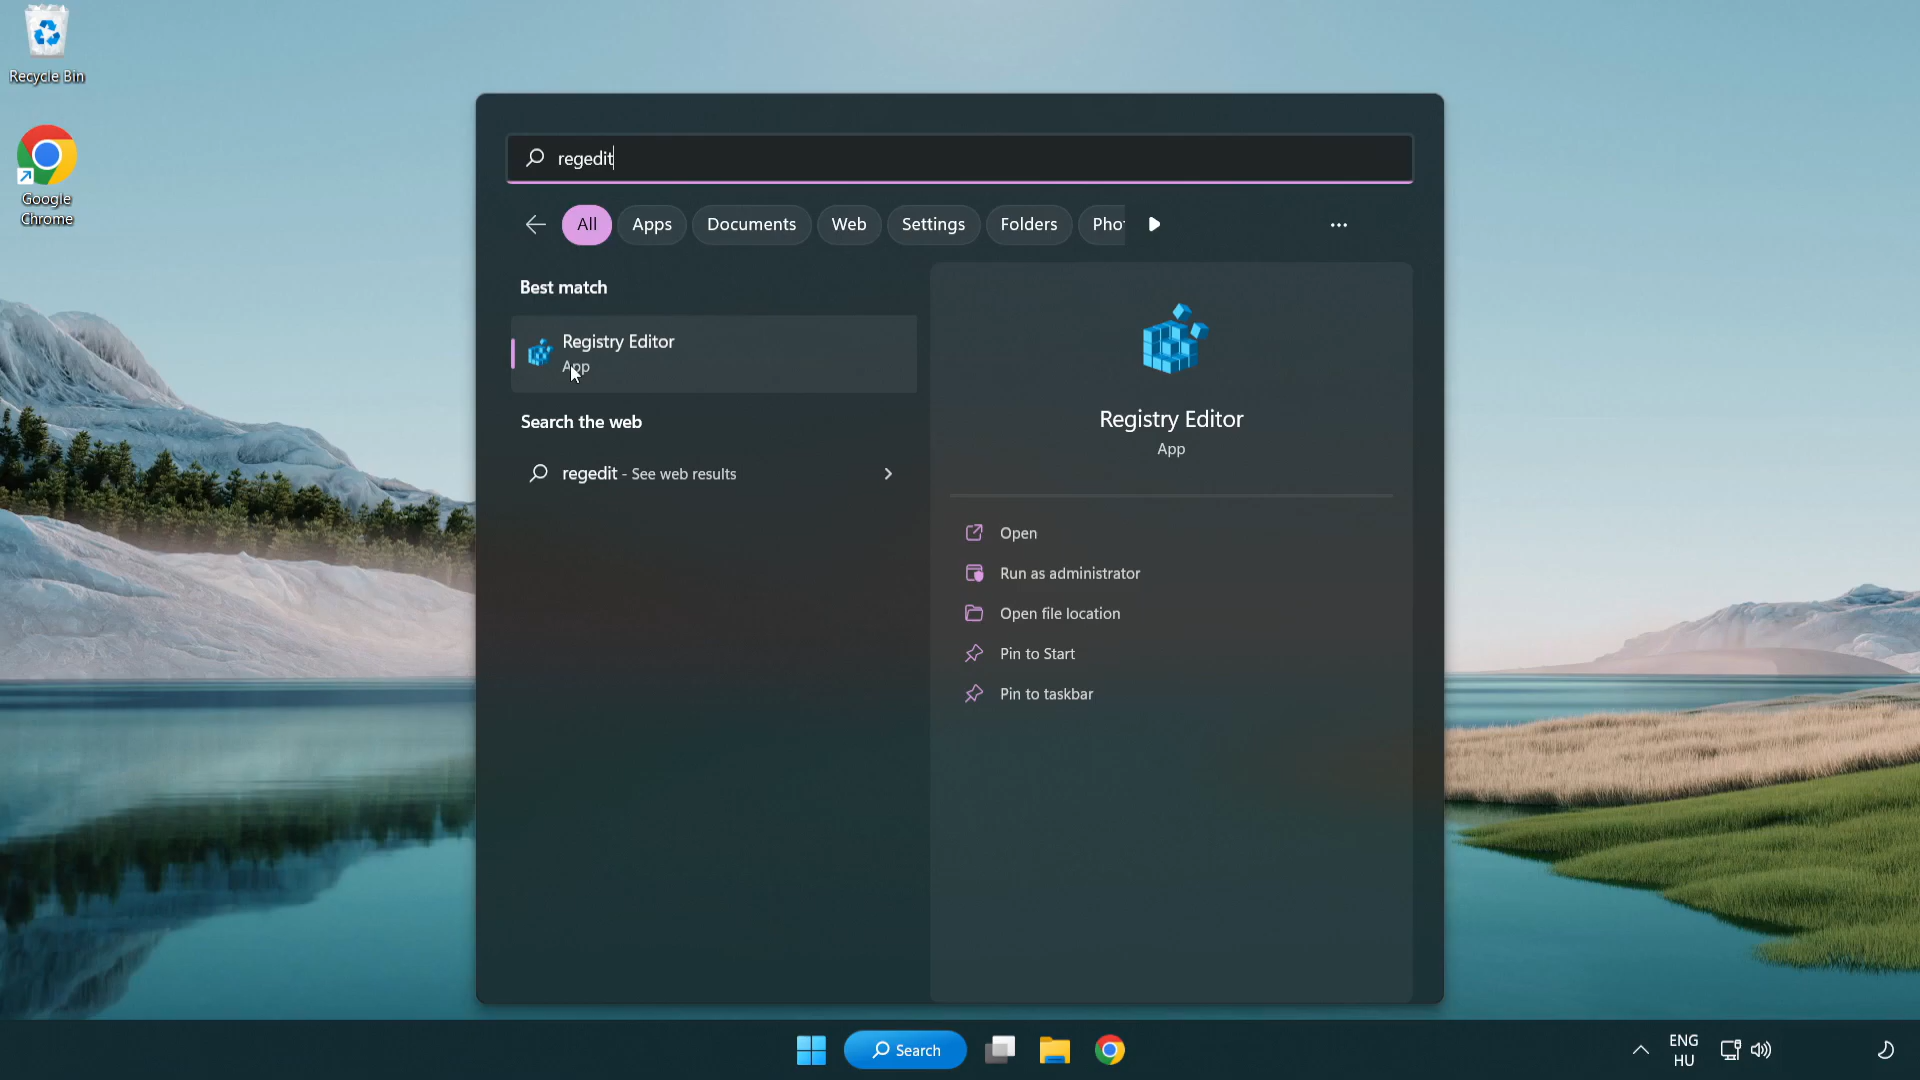 Recycle Bin
Google
Chrome
regedit
All
Apps
Documents
Web
Settings
Folders
Pho
Best match
Registry Editor
App
Search the web
regedit - See web results
Registry Editor
App
Open
Run as administrator
Open file location
Pin to Start
Pin to taskbar
Search
ENG
HU